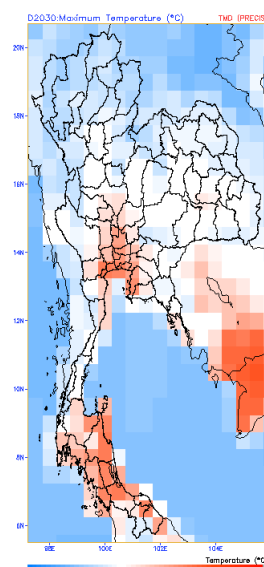 D2030:Maximum Temperature (°C) TMD (PRECIS
20N
18N
16N
14N
12N
10N
8N
6N
98E 100E 102E 104E
Temperature (°C